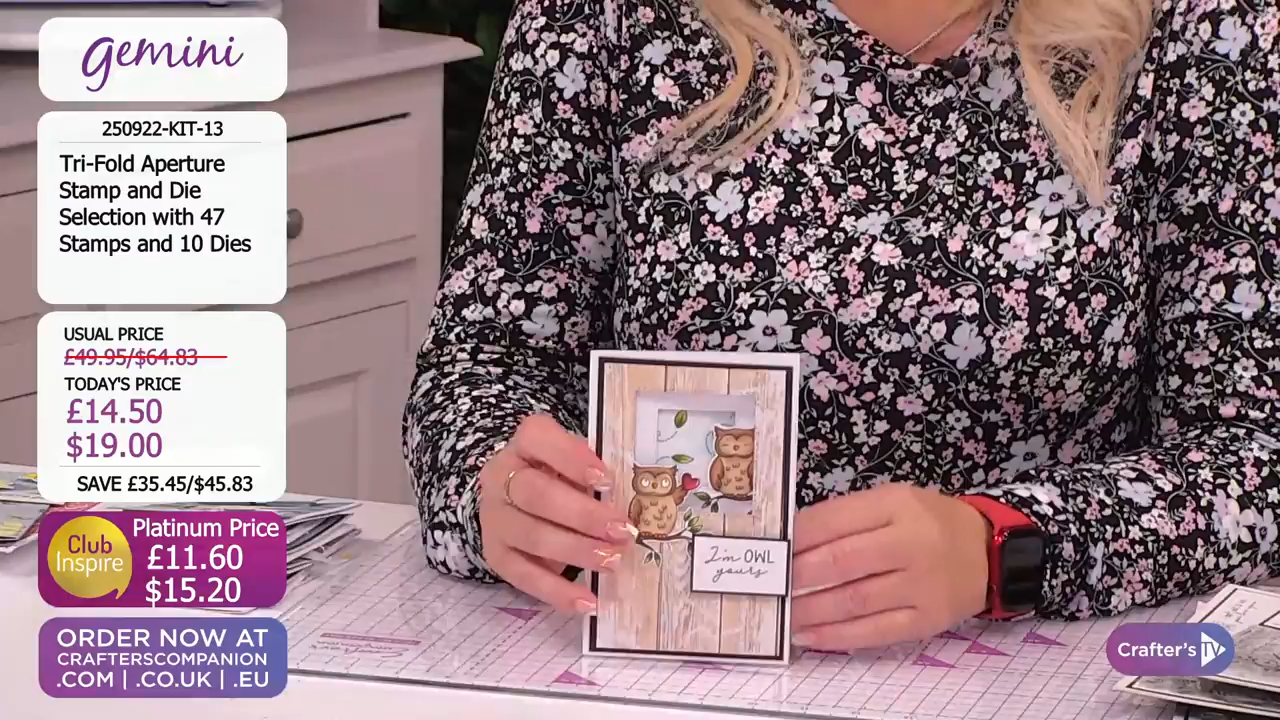 gemini
250922-KIT-13
Tri-Fold Aperture
Stamp and Die
Selection with 47
Stamps and 10 Dies
USUAL PRICE
£49.95/$64.83
TODAY'S PRICE
£14.50
$19.00
SAVE £35.45/$45.83
Club
Inspire
Platinum Price
£11.60
$15.20
ORDER NOW AT
CRAFTERSCOMPANION
.COM | .CO.UK | .EU
I'm OWL
yours
Crafter's TV